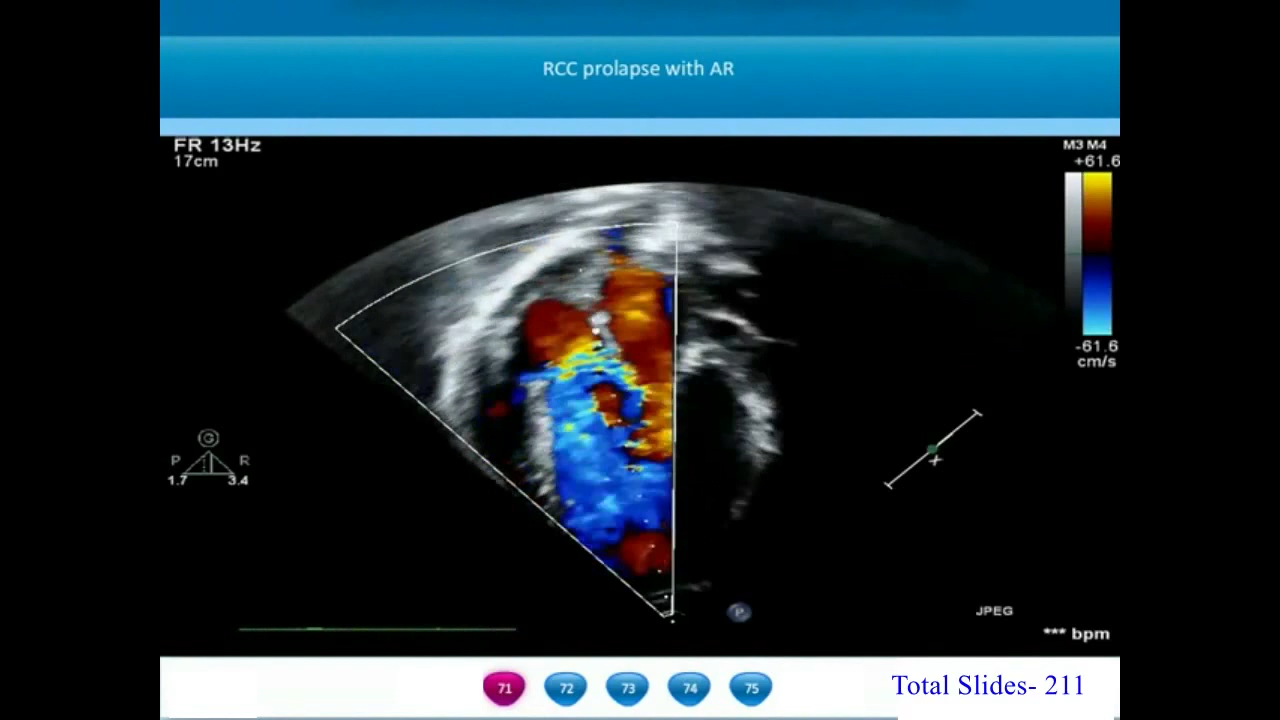 RCC prolapse with AR
FR 13Hz
17cm
M3 M4
+61.6
-61.6
cm/s
G
P R
1.7 3.4
P
JPEG
*** bpm
71 72 73 74 75
Total Slides- 211